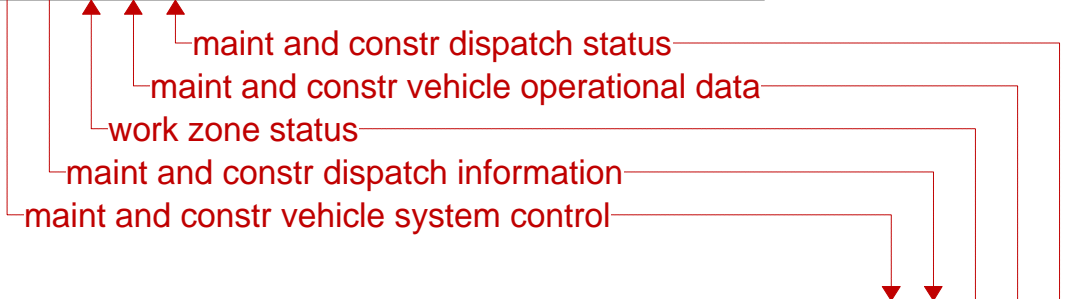 maint and constr dispatch status
maint and constr vehicle operational data
work zone status
maint and constr dispatch information
maint and constr vehicle system control